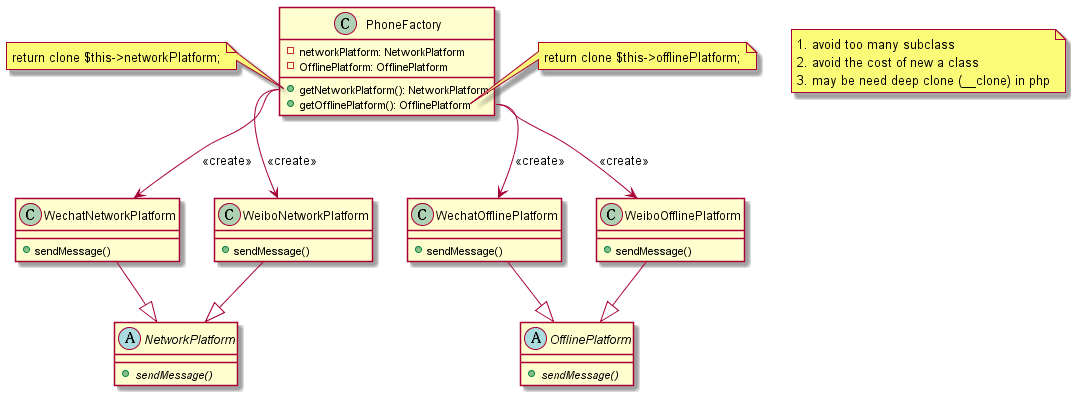 C PhoneFactory
networkPlatform: NetworkPlatform
OfflinePlatform: OfflinePlatform
getNetworkPlatform(): NetworkPlatform
getOfflinePlatform(): OfflinePlatform
return clone $this->networkPlatform;
return clone $this->offlinePlatform;
1. avoid too many subclass
2. avoid the cost of new a class
3. may be need deep clone (__clone) in php
«create»
«create»
«create»
«create»
C WechatNetworkPlatform
sendMessage()
C WeiboNetworkPlatform
sendMessage()
C WechatOfflinePlatform
sendMessage()
C WeiboOfflinePlatform
sendMessage()
A NetworkPlatform
sendMessage()
A OfflinePlatform
sendMessage()